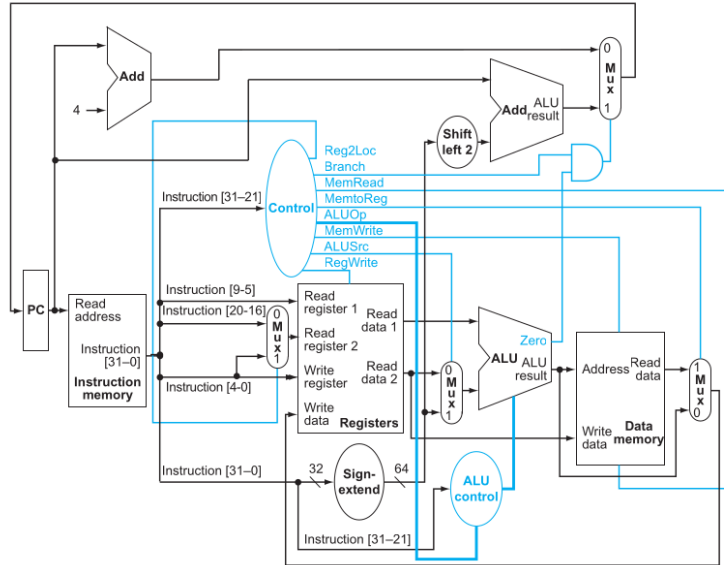 0
M
u
x
1
Add
4
Add
ALU
result
Shift
left 2
Reg2Loc
Branch
MemRead
MemtoReg
ALUOp
MemWrite
ALUSrc
RegWrite
Control
Instruction [31–21]
PC
Read
address
Instruction
[31–0]
Instruction
memory
Instruction [9-5]
Instruction [20-16]
Instruction [4-0]
0
M
u
x
1
Read
register 1
Read
register 2
Write
register
Write
data
Read
data 1
Read
data 2
Registers
0
M
u
x
1
Zero
ALU
ALU
result
Address
Read
data
Write
data
Data
memory
1
M
u
x
0
Instruction [31–0]
32
Sign-
extend
64
ALU
control
Instruction [31–21]